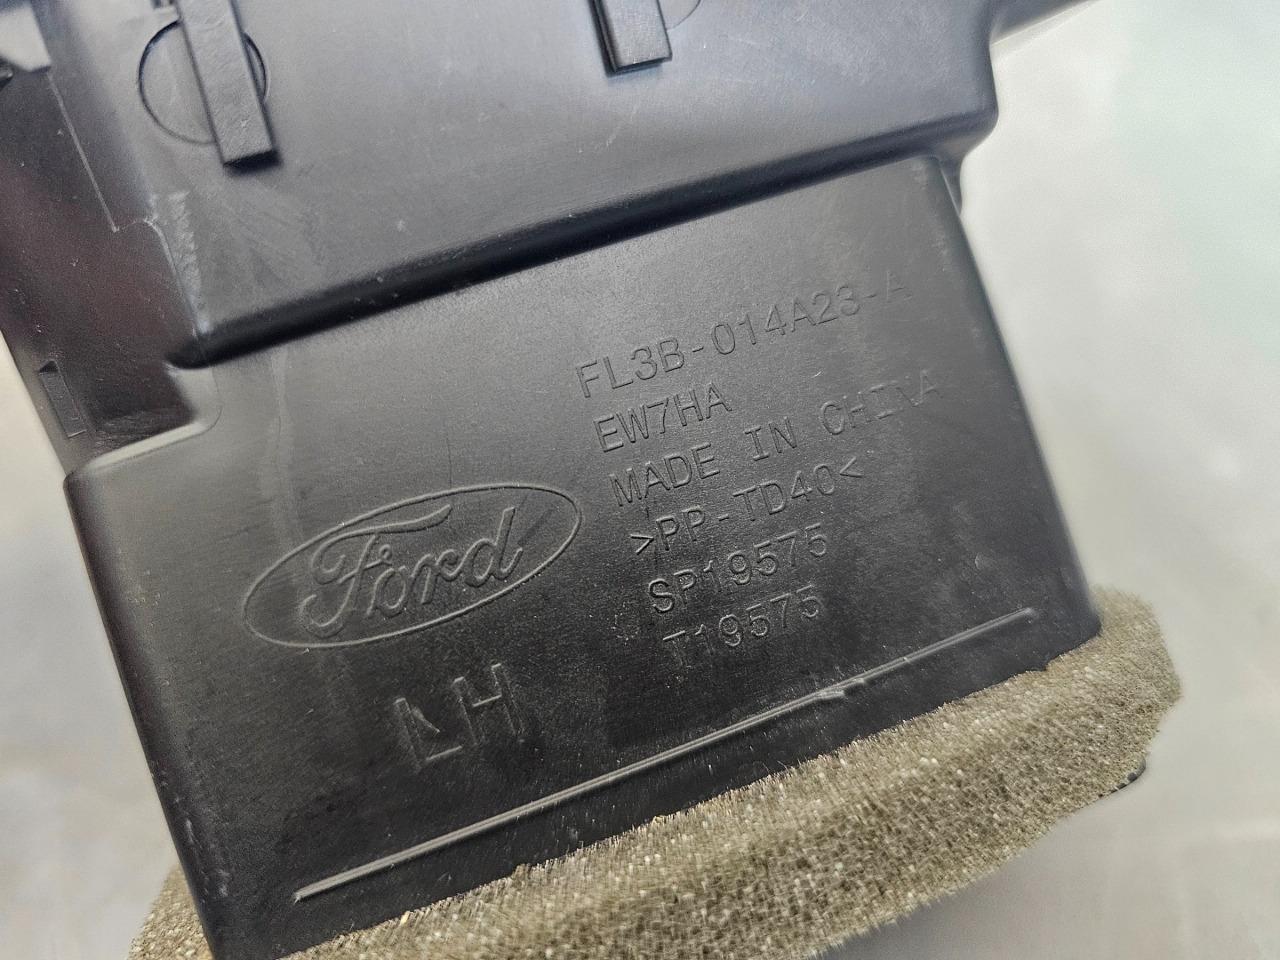 FL3B-014A23-A
EW7HA
MADE IN CHINA
>PP-TD40<
SP19575
T19575
Ford
LH